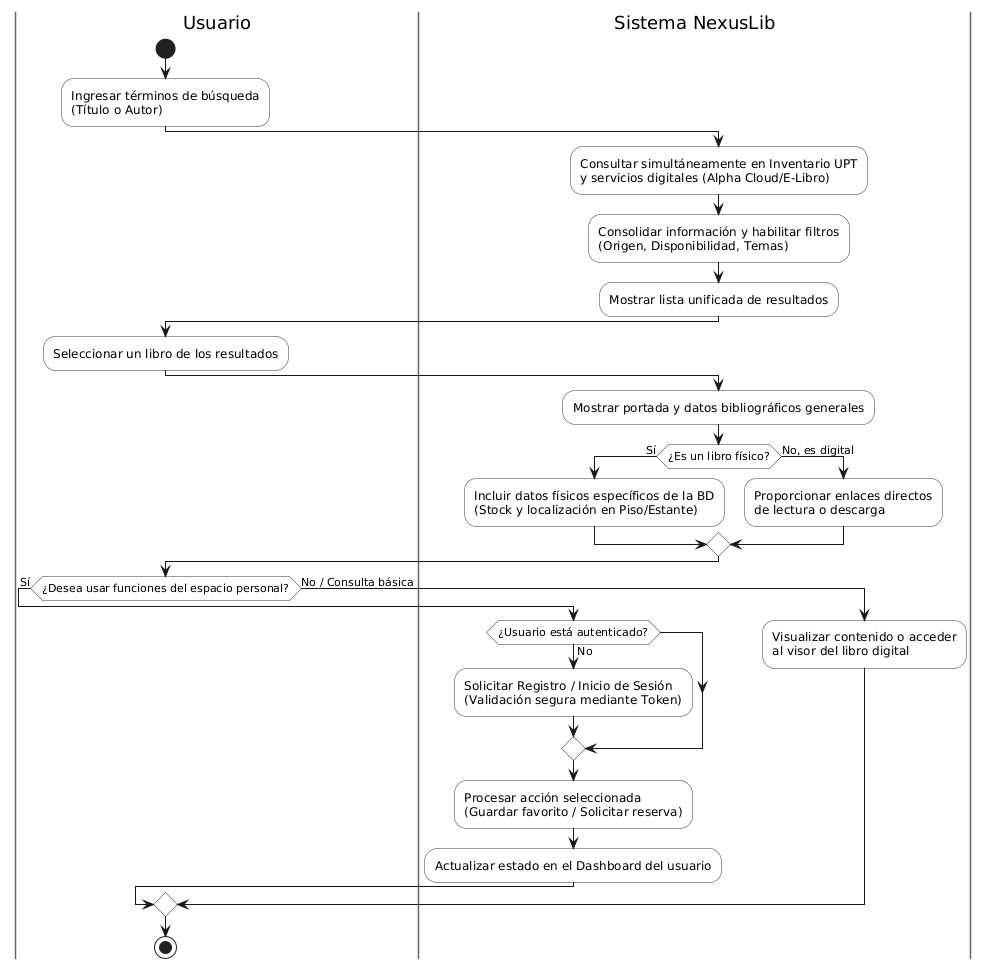 Usuario
Sistema NexusLib
Ingresar términos de búsqueda
(Título o Autor)
Consultar simultáneamente en Inventario UPT
y servicios digitales (Alpha Cloud/E-Libro)
Consolidar información y habilitar filtros
(Origen, Disponibilidad, Temas)
Mostrar lista unificada de resultados
Seleccionar un libro de los resultados
Mostrar portada y datos bibliográficos generales
Sí
¿Es un libro físico?
No, es digital
Incluir datos físicos específicos de la BD
(Stock y localización en Piso/Estante)
Proporcionar enlaces directos
de lectura o descarga
Sí
¿Desea usar funciones del espacio personal?
No / Consulta básica
¿Usuario está autenticado?
No
Solicitar Registro / Inicio de Sesión
(Validación segura mediante Token)
Visualizar contenido o acceder
al visor del libro digital
Procesar acción seleccionada
(Guardar favorito / Solicitar reserva)
Actualizar estado en el Dashboard del usuario